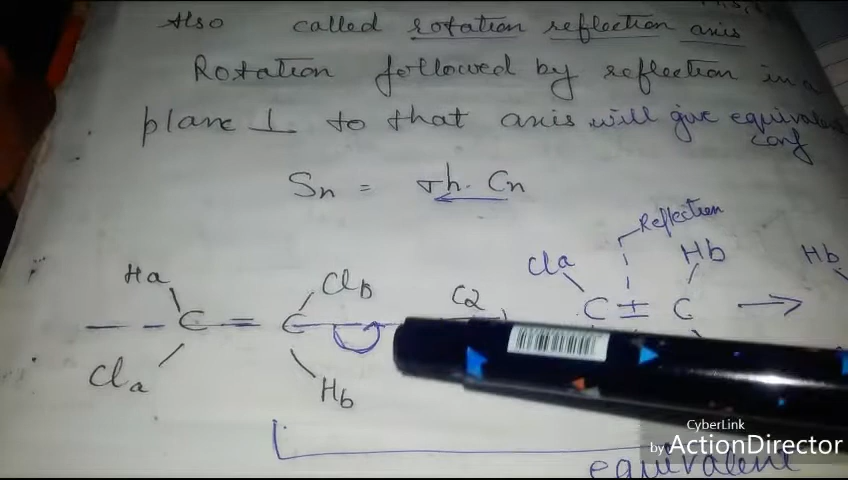 Also called rotation reflection axis
Rotation followed by reflection in a
plane ⊥ to that axis will give equivalen
conf
Sn = σh. Cn
Reflection
Ha Clb C2 Cla Hb Hb
C = C C = C
Cla Hb
equivalent
CyberLink
by ActionDirector